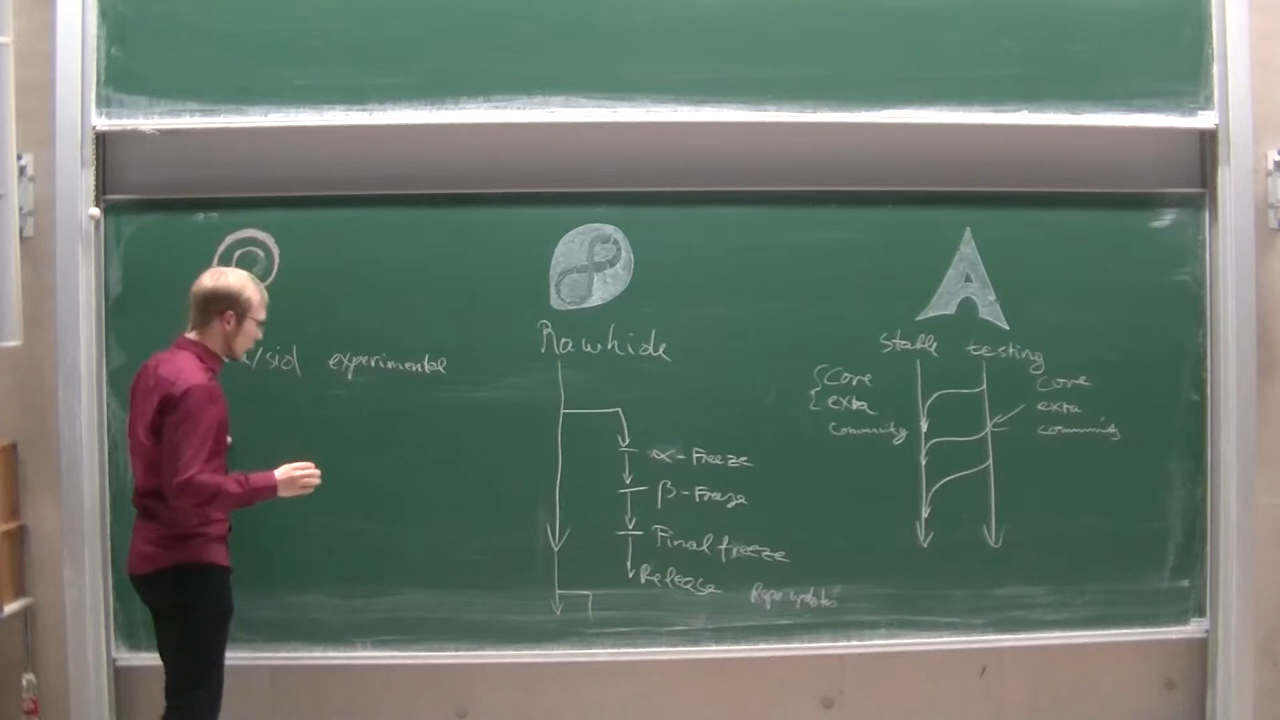 /sid experimental
Rawhide
α-Freeze
β-Freeze
Final freeze
Release
Repo updates
stable testing
core
extra
community
core
extra
community